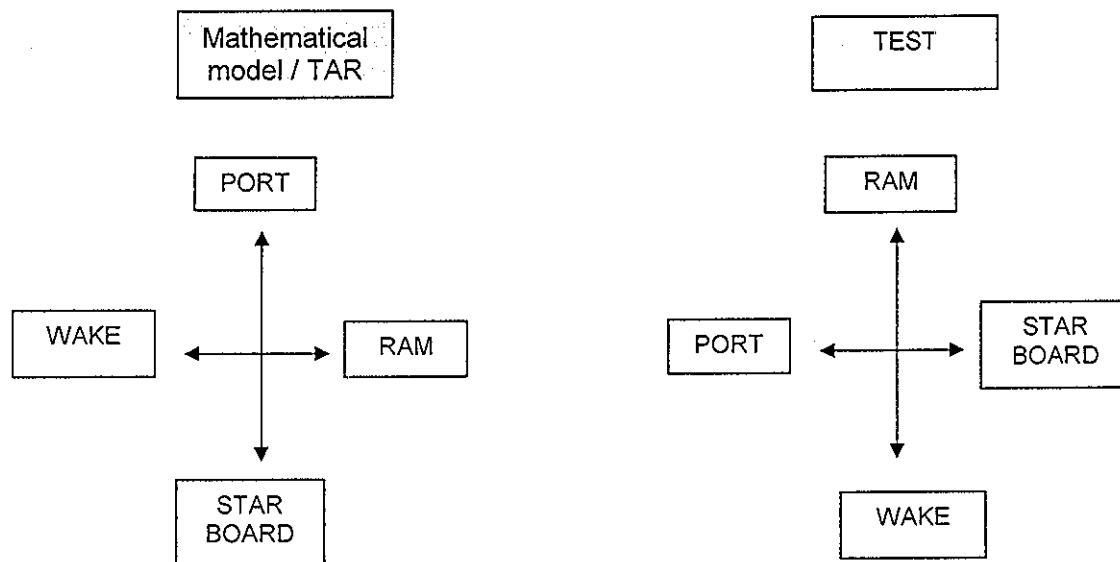 Mathematical
model / TAR
PORT
WAKE
RAM
STAR
BOARD
TEST
RAM
PORT
STAR
BOARD
WAKE